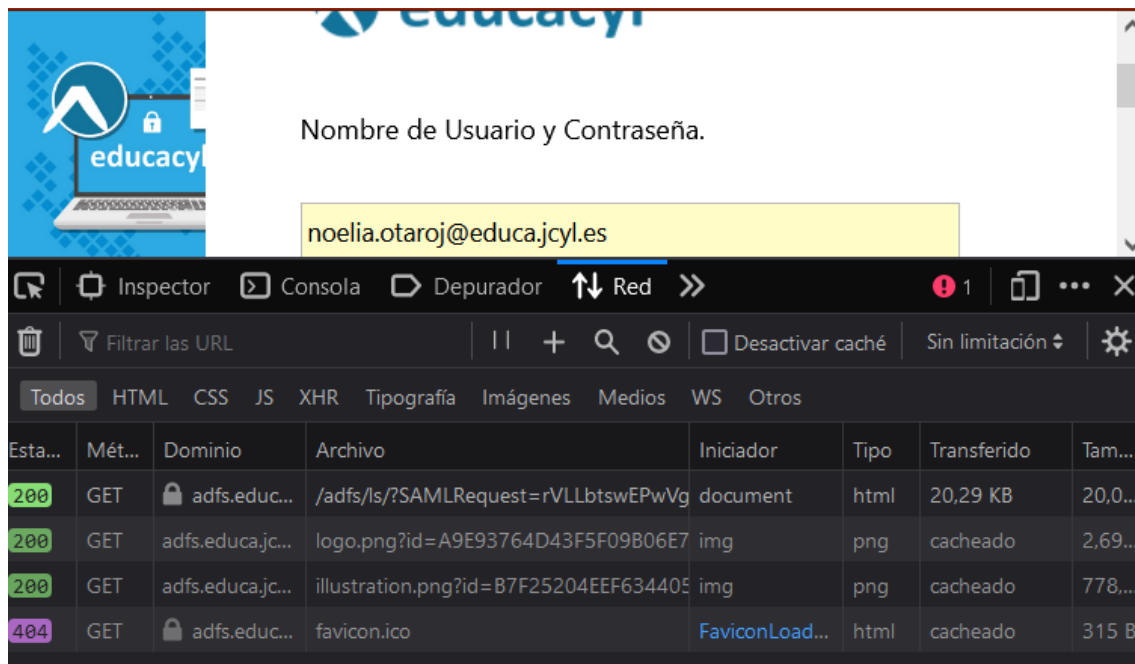 educacyl
educacyl
Nombre de Usuario y Contraseña.
noelia.otaroj@educa.jcyl.es
Inspector Consola Depurador Red 1
Filtrar las URL Desactivar caché Sin limitación
Todos HTML CSS JS XHR Tipografía Imágenes Medios WS Otros
Esta... Mét... Dominio Archivo Iniciador Tipo Transferido Tam...
200 GET adfs.educ... /adfs/ls/?SAMLRequest=rVLLbtswEPwVg document html 20,29 KB 20,0...
200 GET adfs.educa.jc... logo.png?id=A9E93764D43F5F09B06E7 img png cacheado 2,69...
200 GET adfs.educa.jc... illustration.png?id=B7F25204EEF634405 img png cacheado 778,...
404 GET adfs.educ... favicon.ico FaviconLoad... html cacheado 315 B